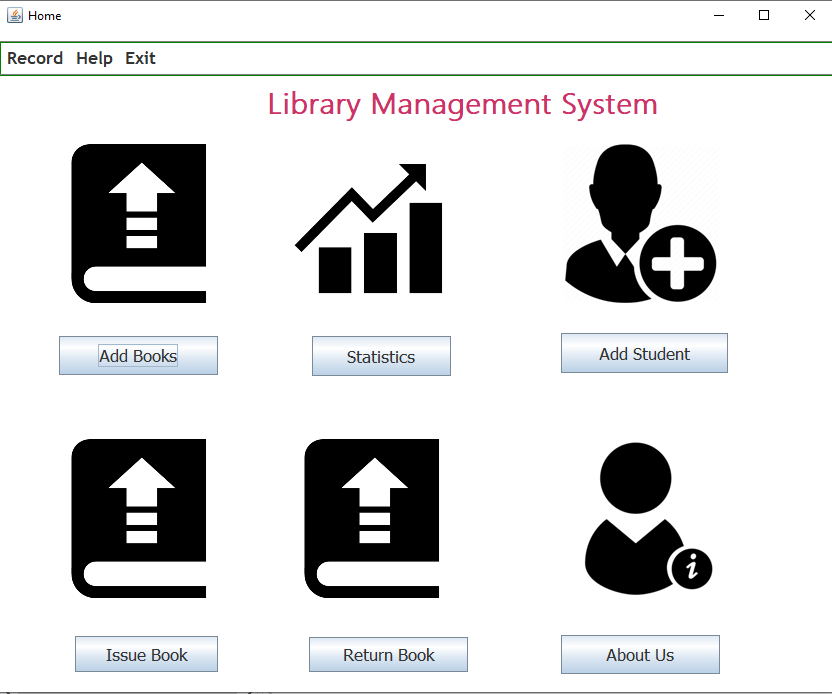 Home
Record Help Exit
Library Management System
Add Books Statistics Add Student
Issue Book Return Book About Us